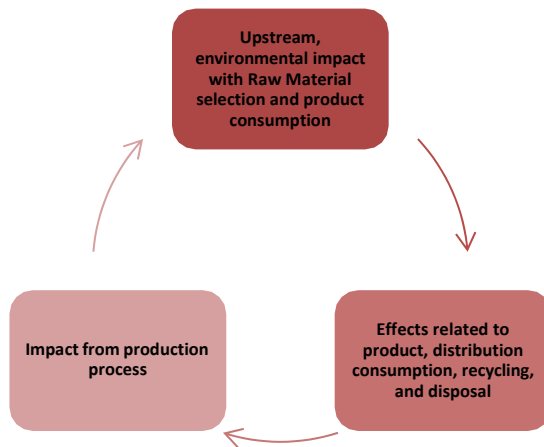 Upstream,
environmental impact
with Raw Material
selection and product
consumption
Effects related to
product, distribution
consumption, recycling,
and disposal
Impact from production
process